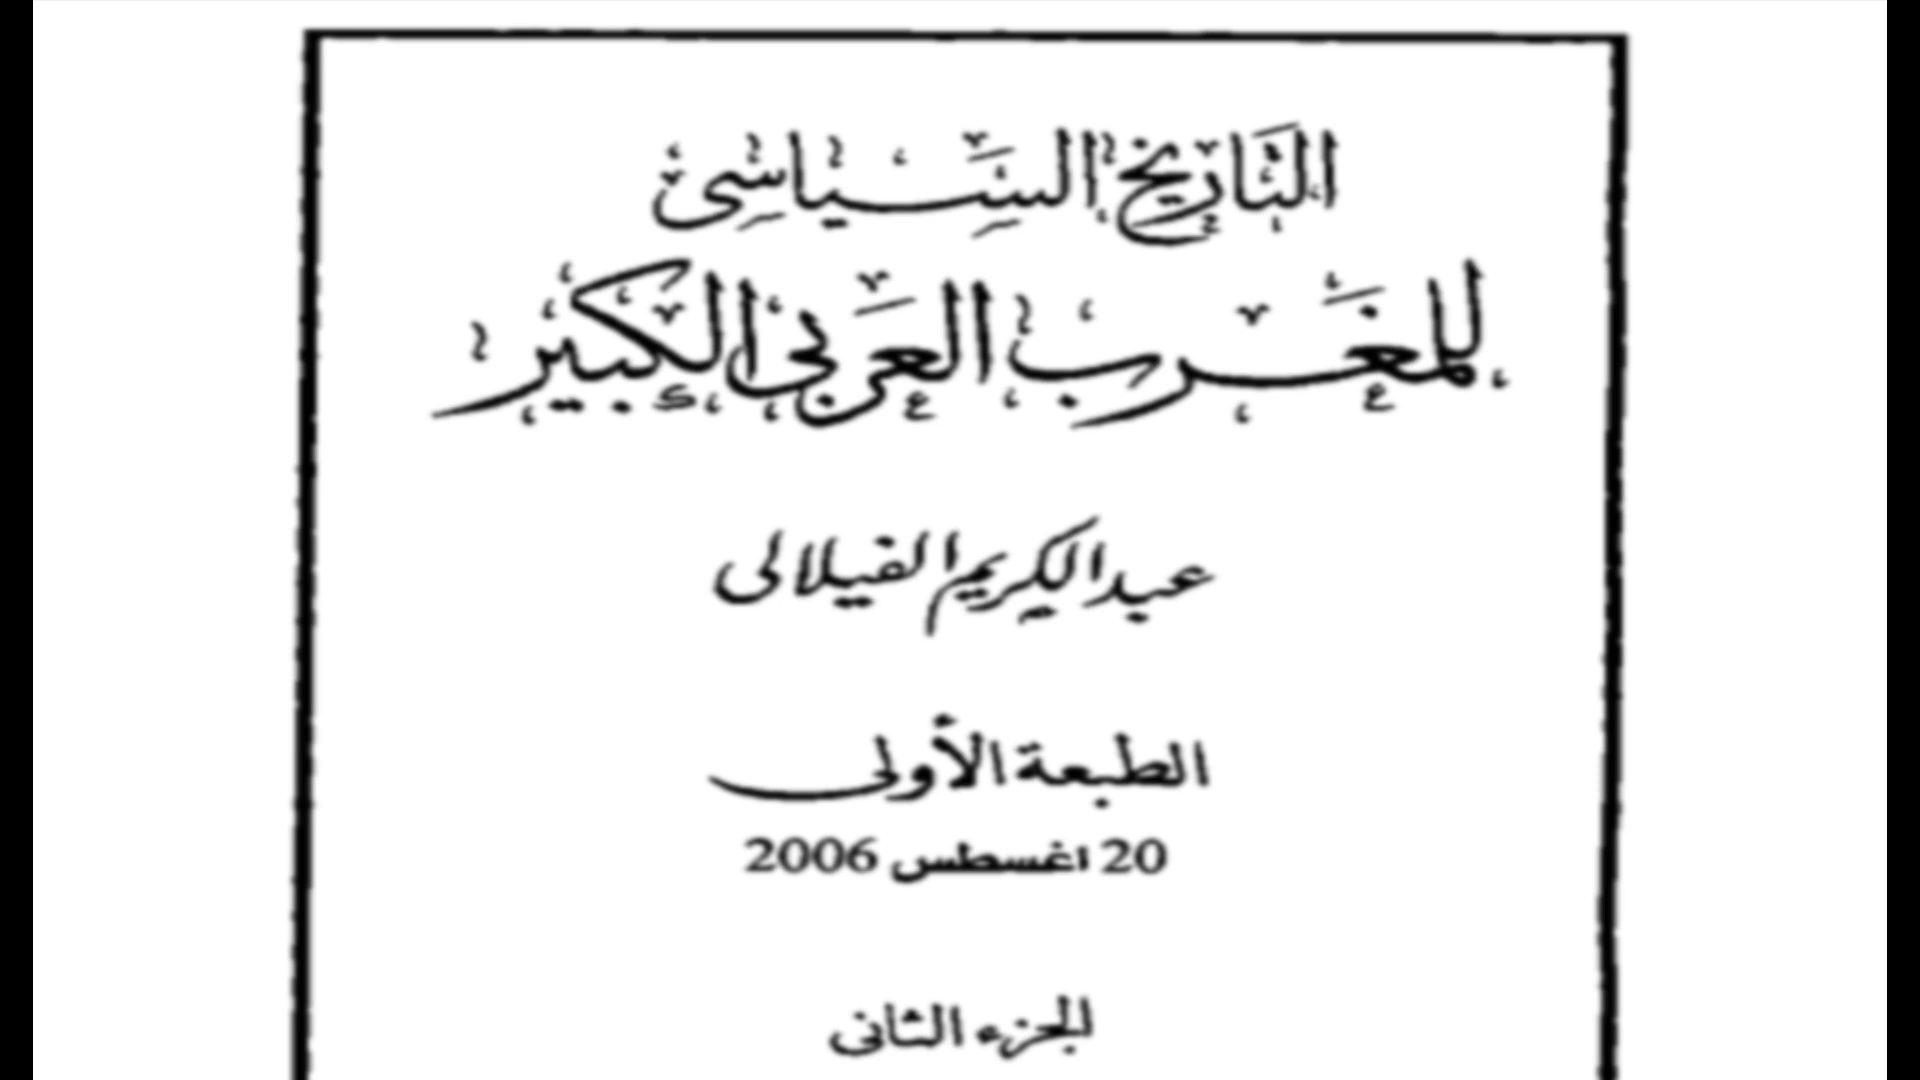 التاريخ السياسي
للمغرب العربي الكبير
عبد الكريم الفيلالي
الطبعة الأولى
20 اغسطس 2006
الجزء الثاني